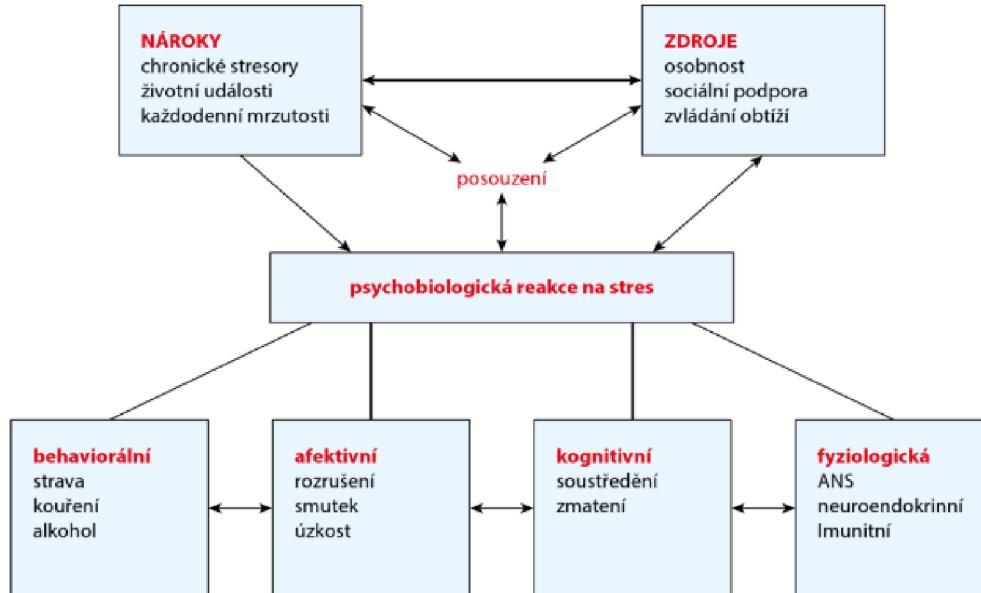 NÁROKY
chronické stresory
životní události
každodenní mrzutosti
ZDROJE
osobnost
sociální podpora
zvládání obtíží
posouzení
psychobiologická reakce na stres
behaviorální
strava
kouření
alkohol
afektivní
rozrušení
smutek
úzkost
kognitivní
soustředění
zmatení
fyziologická
ANS
neuroendokrinní
Imunitní